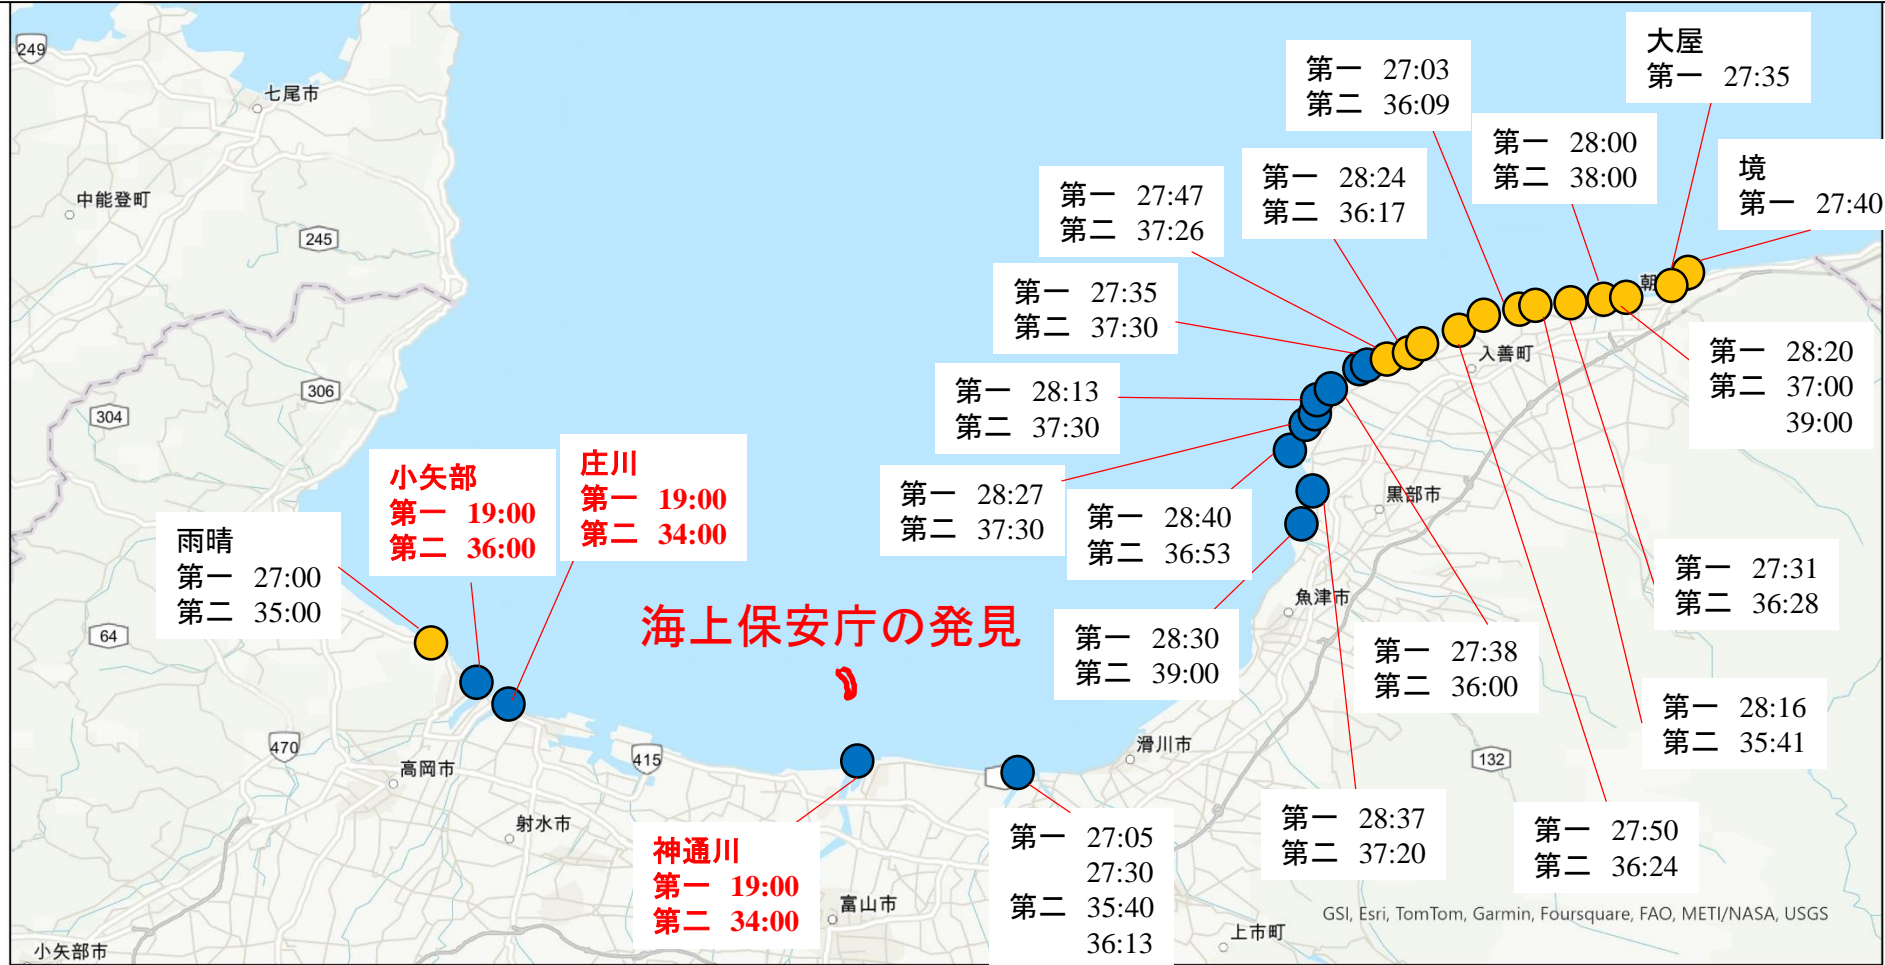 249
七尾市
中能登町
245
306
304
64
470
415
高岡市
射水市
小矢部市
富山市
滑川市
上市町
魚津市
黒部市
入善町
朝
132
雨晴
第一 27:00
第二 35:00
小矢部
第一 19:00
第二 36:00
庄川
第一 19:00
第二 34:00
海上保安庁の発見
神通川
第一 19:00
第二 34:00
第一 27:05
27:30
第二 35:40
36:13
第一 28:37
第二 37:20
第一 28:30
第二 39:00
第一 28:40
第二 36:53
第一 28:27
第二 37:30
第一 28:13
第二 37:30
第一 27:35
第二 37:30
第一 27:47
第二 37:26
第一 28:24
第二 36:17
第一 27:03
第二 36:09
第一 28:00
第二 38:00
大屋
第一 27:35
境
第一 27:40
第一 28:20
第二 37:00
39:00
第一 27:31
第二 36:28
第一 28:16
第二 35:41
第一 27:50
第二 36:24
第一 27:38
第二 36:00
GSI, Esri, TomTom, Garmin, Foursquare, FAO, METI/NASA, USGS